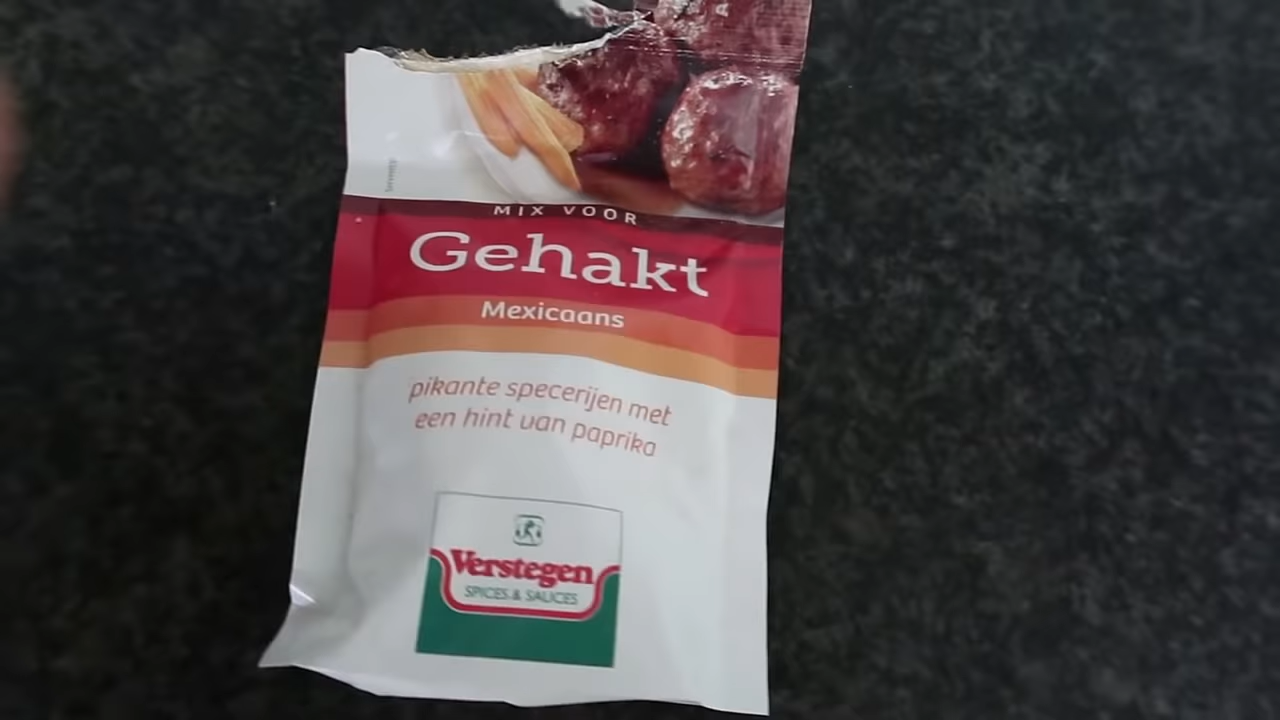 MIX VOOR
Gehakt
Mexicaans
pikante specerijen met
een hint van paprika
Verstegen
SPICES & SAUCES